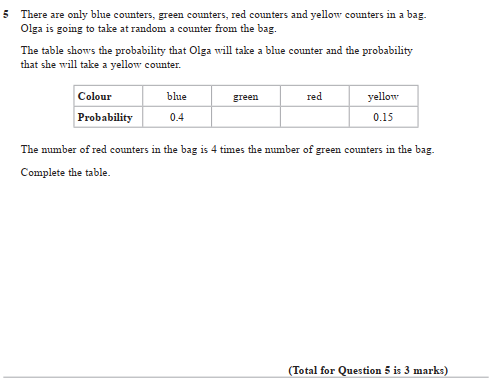 5 There are only blue counters, green counters, red counters and yellow counters in a bag.
Olga is going to take at random a counter from the bag.
The table shows the probability that Olga will take a blue counter and the probability
that she will take a yellow counter.
Colour blue green red yellow
Probability 0.4 0.15
The number of red counters in the bag is 4 times the number of green counters in the bag.
Complete the table.
(Total for Question 5 is 3 marks)